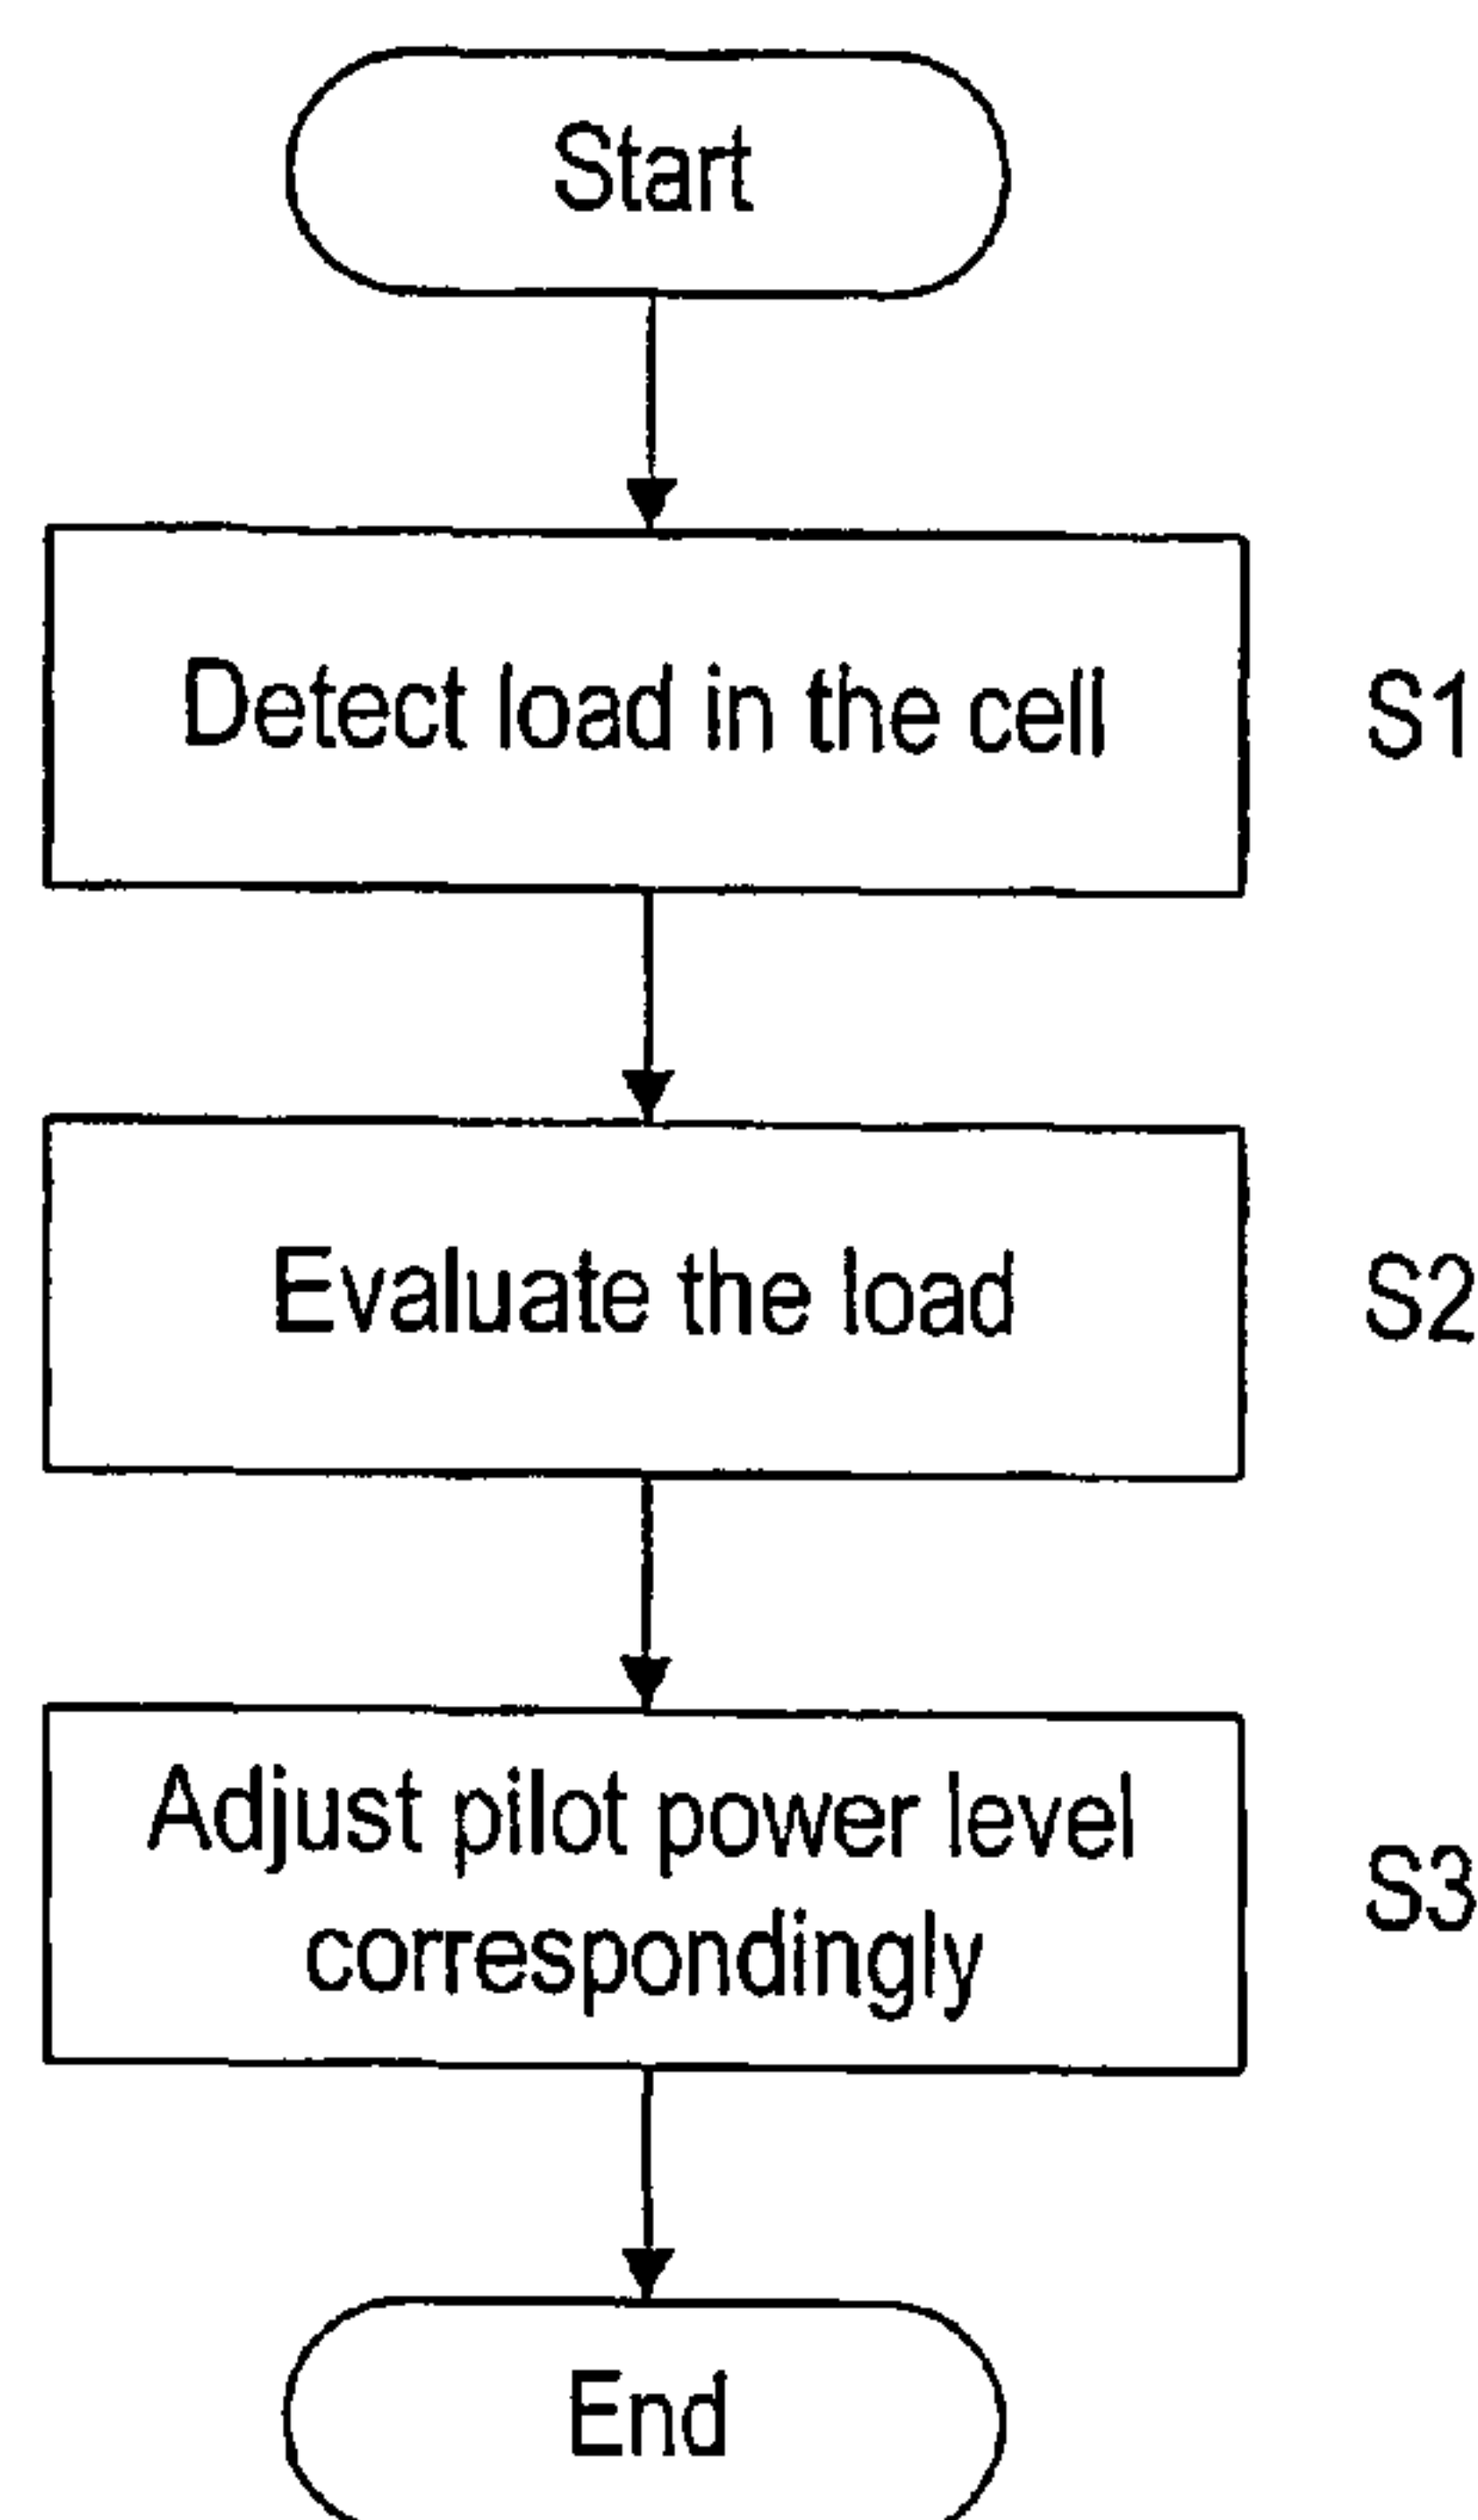 Start
Detect load in the cell
S1
Evaluate the load
S2
Adjust pilot power level
correspondingly
S3
End